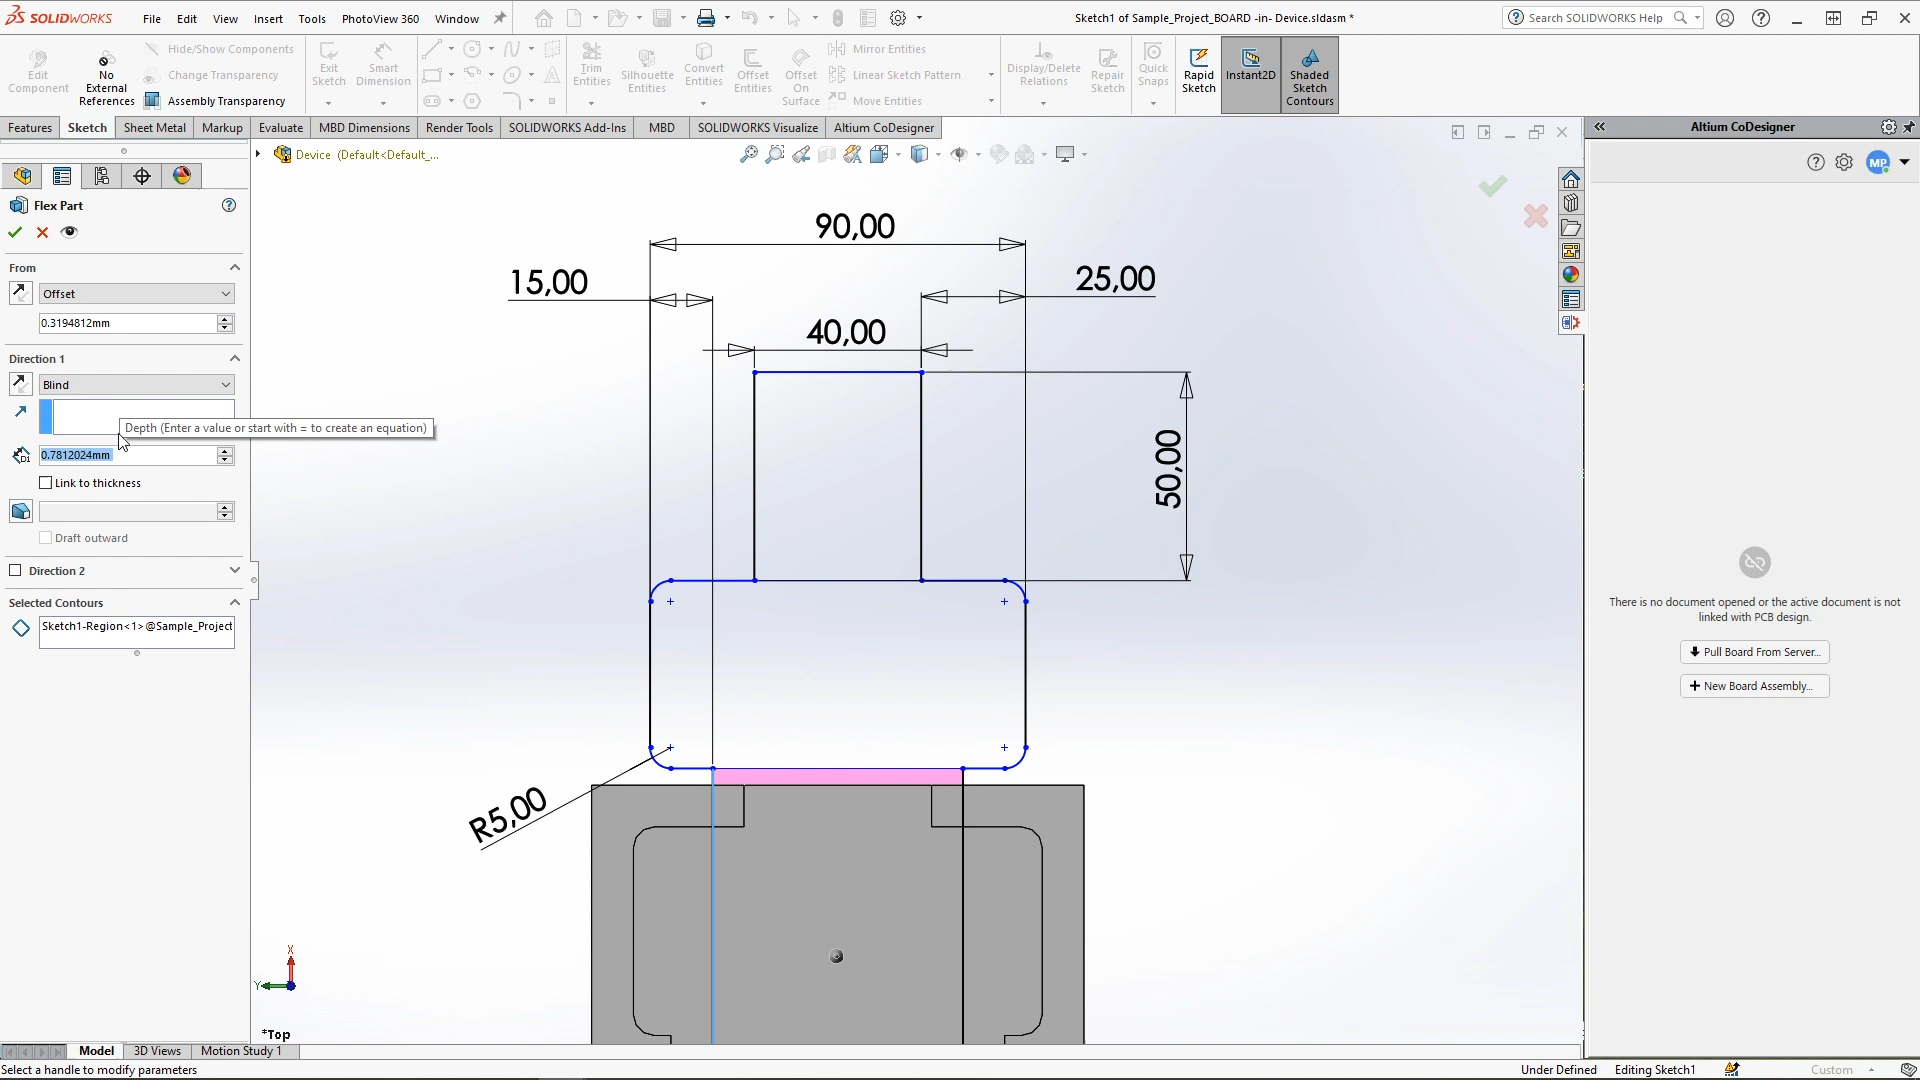 SOLIDWORKS File Edit View Insert Tools PhotoView 360 Window Sketch1 of Sample_Project_BOARD -in- Device.sldasm * Search SOLIDWORKS Help
Edit Component
No External References
Hide/Show Components
Change Transparency
Assembly Transparency
Exit Sketch
Smart Dimension
Trim Entities
Silhouette Entities
Convert Entities
Offset Entities
Offset On Surface
Mirror Entities
Linear Sketch Pattern
Move Entities
Display/Delete Relations
Repair Sketch
Quick Snaps
Rapid Sketch
Instant2D
Shaded Sketch Contours
Features Sketch Sheet Metal Markup Evaluate MBD Dimensions Render Tools SOLIDWORKS Add-Ins MBD SOLIDWORKS Visualize Altium CoDesigner
Altium CoDesigner
Device (Default<Default_...
MP
Flex Part
From
Offset
0.3194812mm
Direction 1
Blind
Depth (Enter a value or start with = to create an equation)
D1 0.7812024mm
Link to thickness
Draft outward
Direction 2
Selected Contours
Sketch1-Region<1>@Sample_Project
90,00
15,00
25,00
40,00
50,00
R5,00
X
Y
*Top
There is no document opened or the active document is not
linked with PCB design.
Pull Board From Server...
New Board Assembly...
Model 3D Views Motion Study 1
Select a handle to modify parameters Under Defined Editing Sketch1 Custom